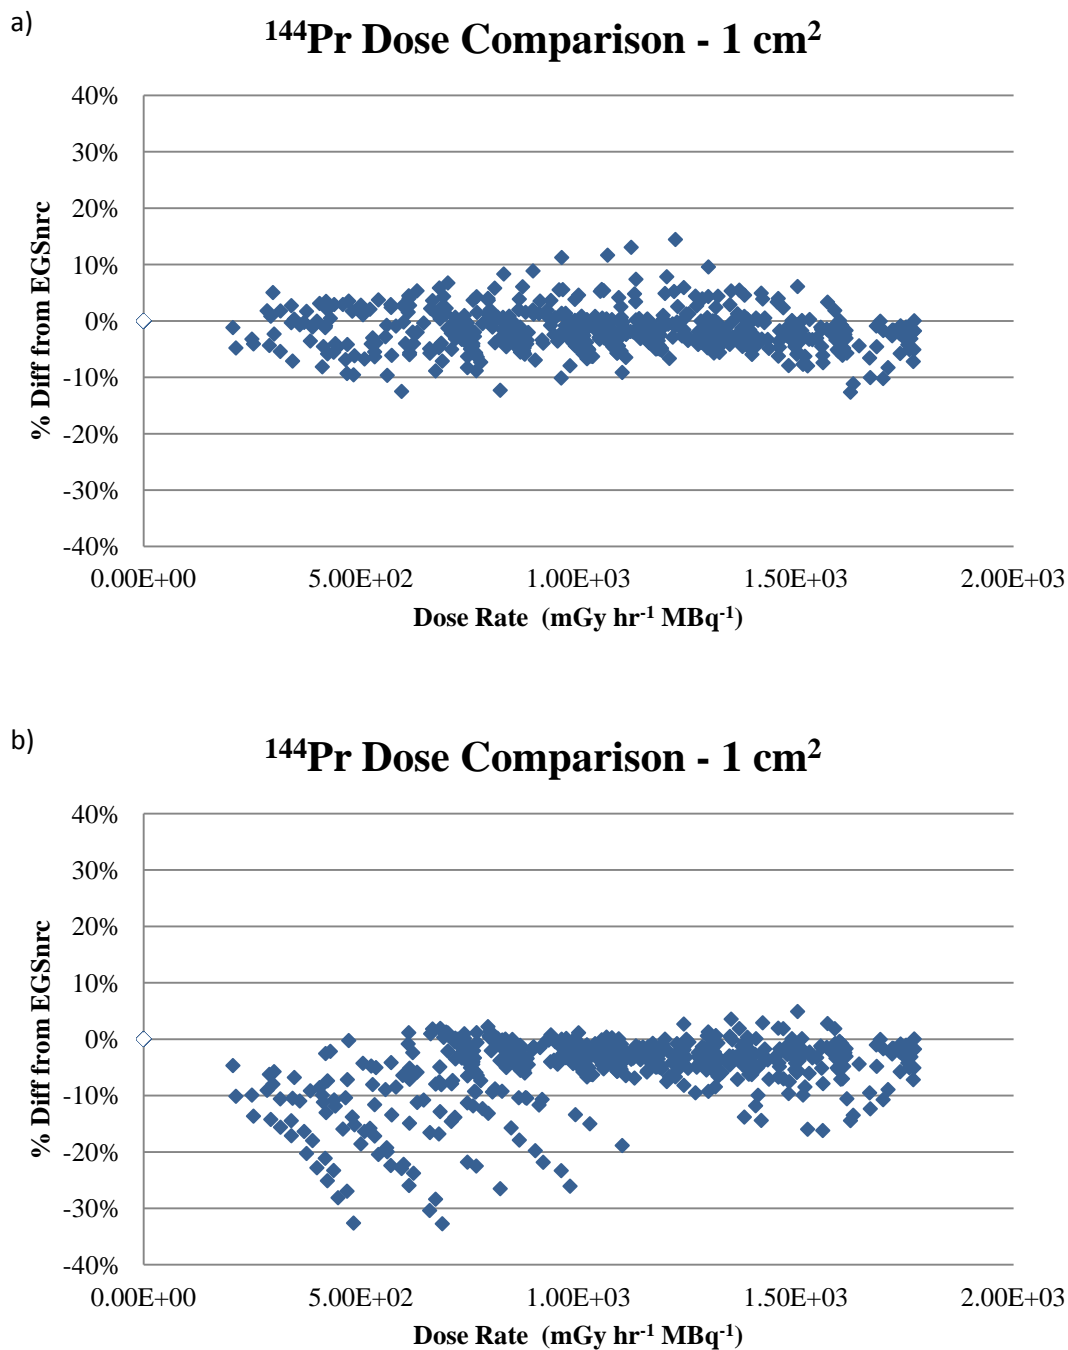 a)
¹⁴⁴Pr Dose Comparison - 1 cm²
40%
30%
20%
10%
0%
-10%
-20%
-30%
-40%
% Diff from EGSnrc
0.00E+00 5.00E+02 1.00E+03 1.50E+03 2.00E+03
Dose Rate (mGy hr⁻¹ MBq⁻¹)
b)
¹⁴⁴Pr Dose Comparison - 1 cm²
40%
30%
20%
10%
0%
-10%
-20%
-30%
-40%
% Diff from EGSnrc
0.00E+00 5.00E+02 1.00E+03 1.50E+03 2.00E+03
Dose Rate (mGy hr⁻¹ MBq⁻¹)